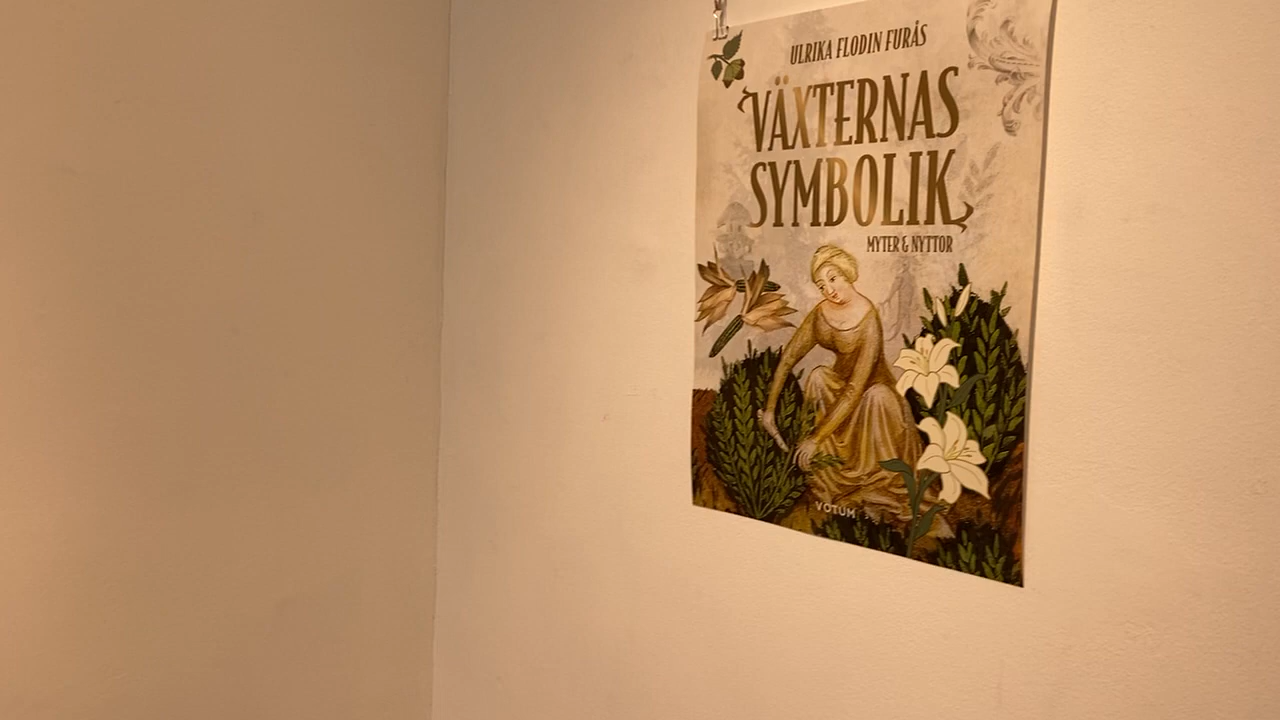 ULRIKA FLODIN FURÅS
VÄXTERNAS
SYMBOLIK
MYTER & NYTTOR
VOTUM